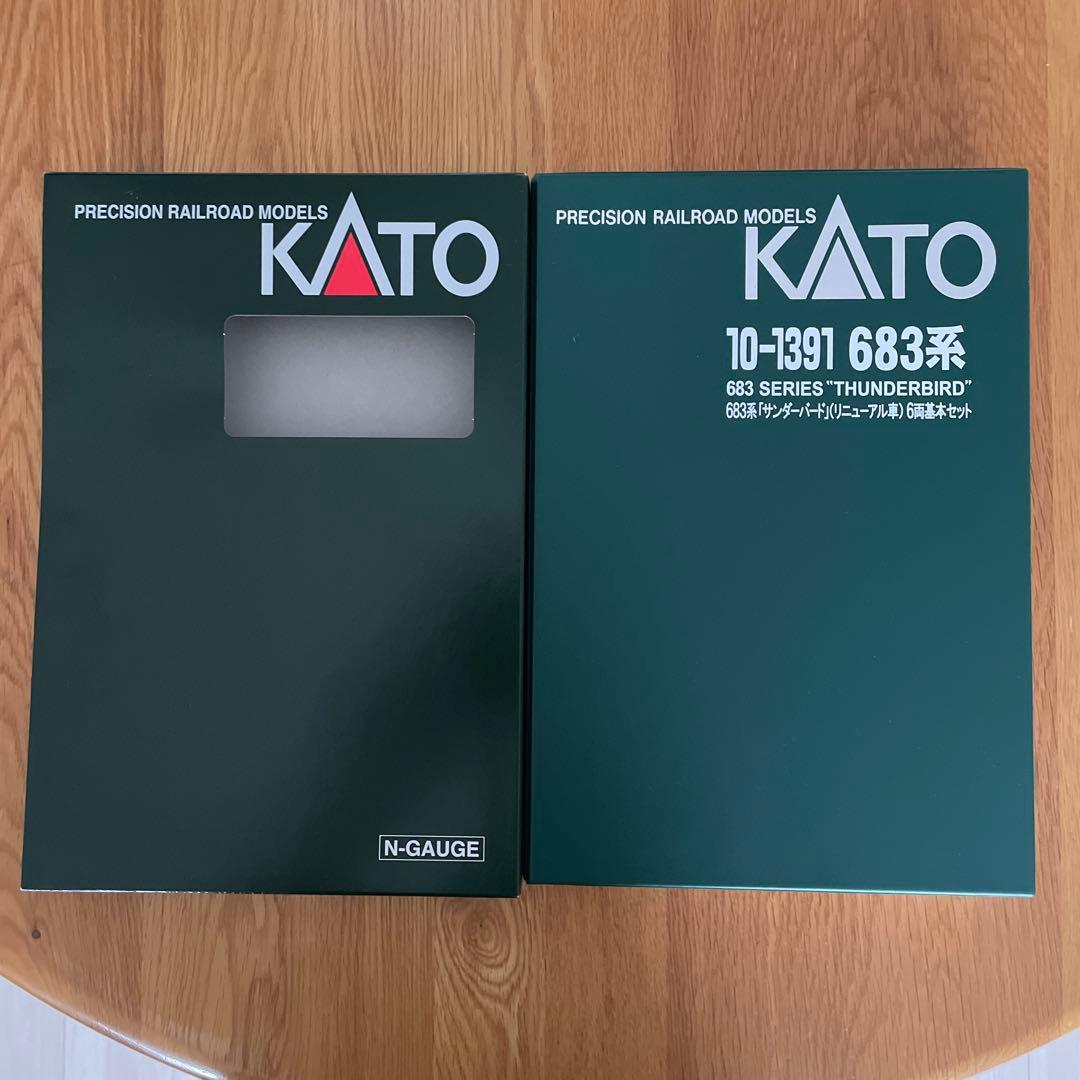 PRECISION RAILROAD MODELS
KATO
N-GAUGE
PRECISION RAILROAD MODELS
KATO
10-1391 683系
683 SERIES "THUNDERBIRD"
683系「サンダーバード」(リニューアル車) 6両基本セット